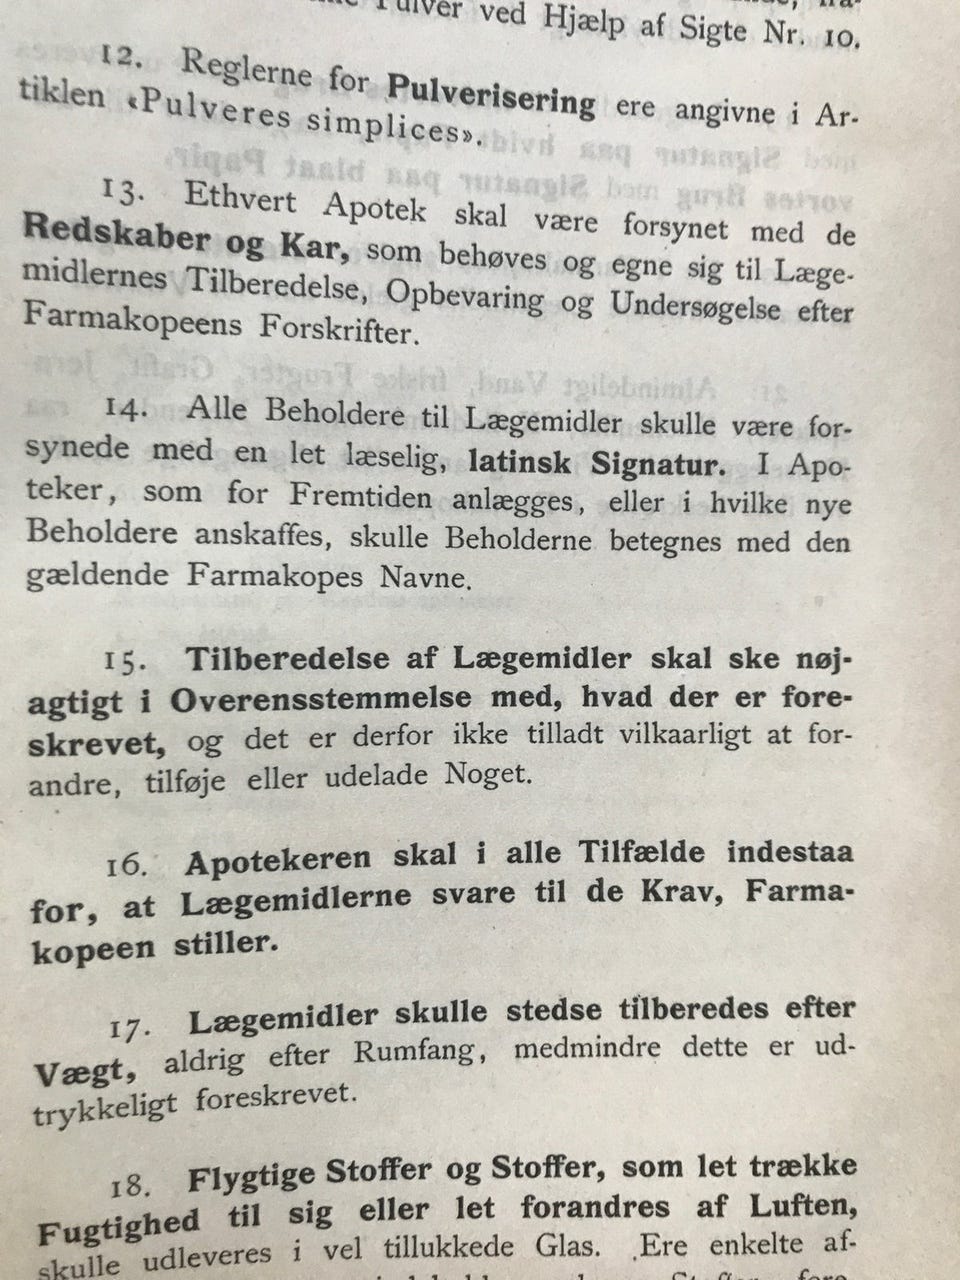 Pulver ved Hjælp af Sigte Nr. 10.
12. Reglerne for Pulverisering ere angivne i Ar-
tiklen «Pulveres simplices».
13. Ethvert Apotek skal være forsynet med de
Redskaber og Kar, som behøves og egne sig til Læge-
midlernes Tilberedelse, Opbevaring og Undersøgelse efter
Farmakopeens Forskrifter.
14. Alle Beholdere til Lægemidler skulle være for-
synede med en let læselig, latinsk Signatur. I Apo-
teker, som for Fremtiden anlægges, eller i hvilke nye
Beholdere anskaffes, skulle Beholderne betegnes med den
gældende Farmakopes Navne.
15. Tilberedelse af Lægemidler skal ske nøj-
agtigt i Overensstemmelse med, hvad der er fore-
skrevet, og det er derfor ikke tilladt vilkaarligt at for-
andre, tilføje eller udelade Noget.
16. Apotekeren skal i alle Tilfælde indestaa
for, at Lægemidlerne svare til de Krav, Farma-
kopeen stiller.
17. Lægemidler skulle stedse tilberedes efter
Vægt, aldrig efter Rumfang, medmindre dette er ud-
trykkeligt foreskrevet.
18. Flygtige Stoffer og Stoffer, som let trække
Fugtighed til sig eller let forandres af Luften,
skulle udleveres i vel tillukkede Glas. Ere enkelte af-